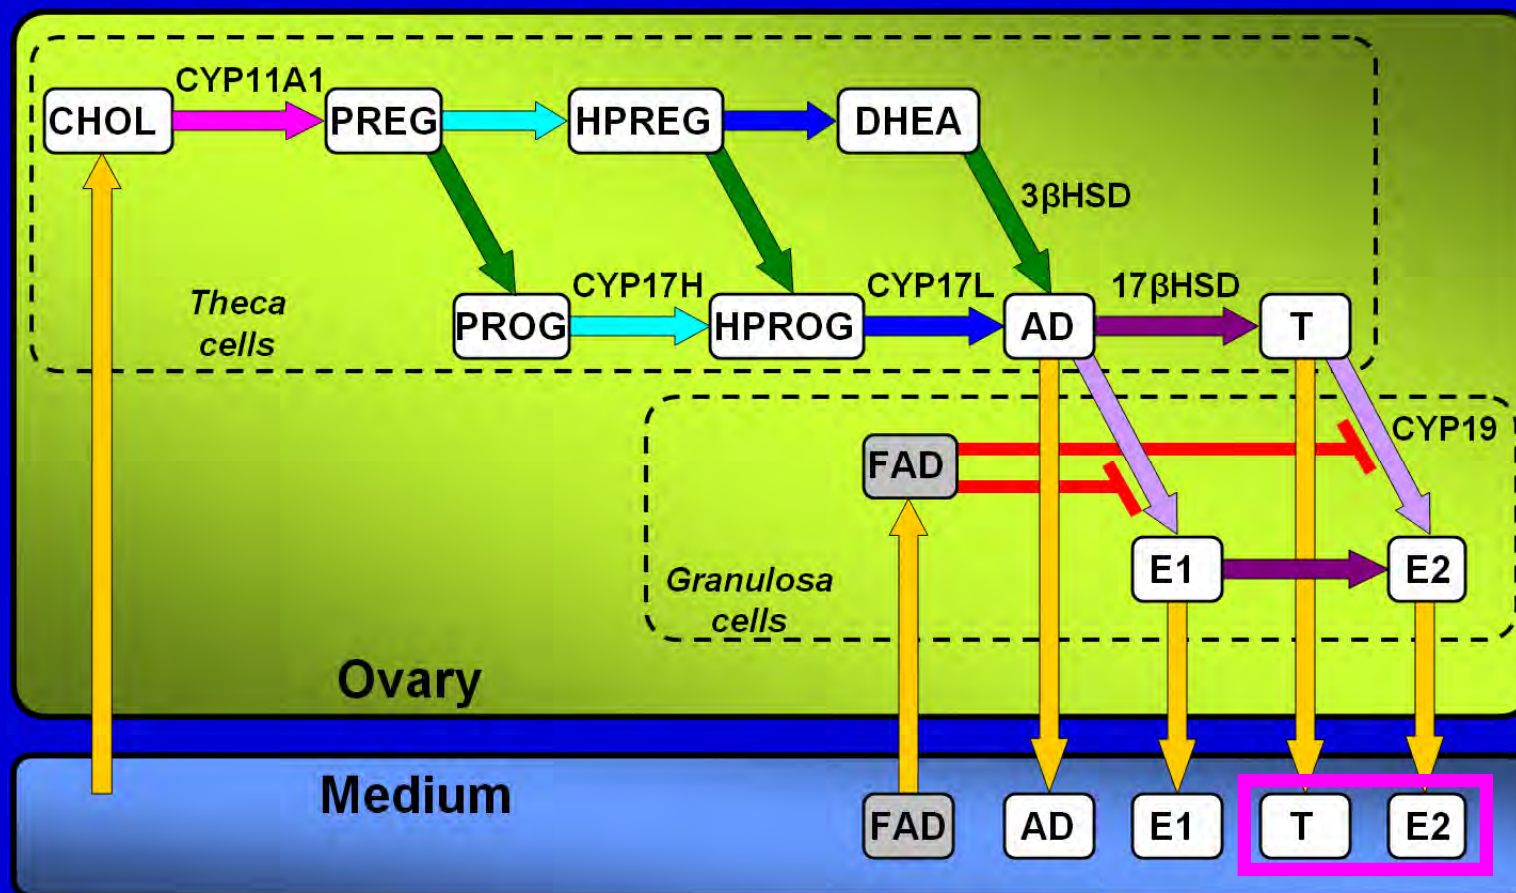 CYP11A1
CHOL
PREG
HPREG
DHEA
3βHSD
Theca
cells
CYP17H
CYP17L
17βHSD
PROG
HPROG
AD
T
CYP19
FAD
E1
E2
Granulosa
cells
Ovary
Medium
FAD
AD
E1
T
E2